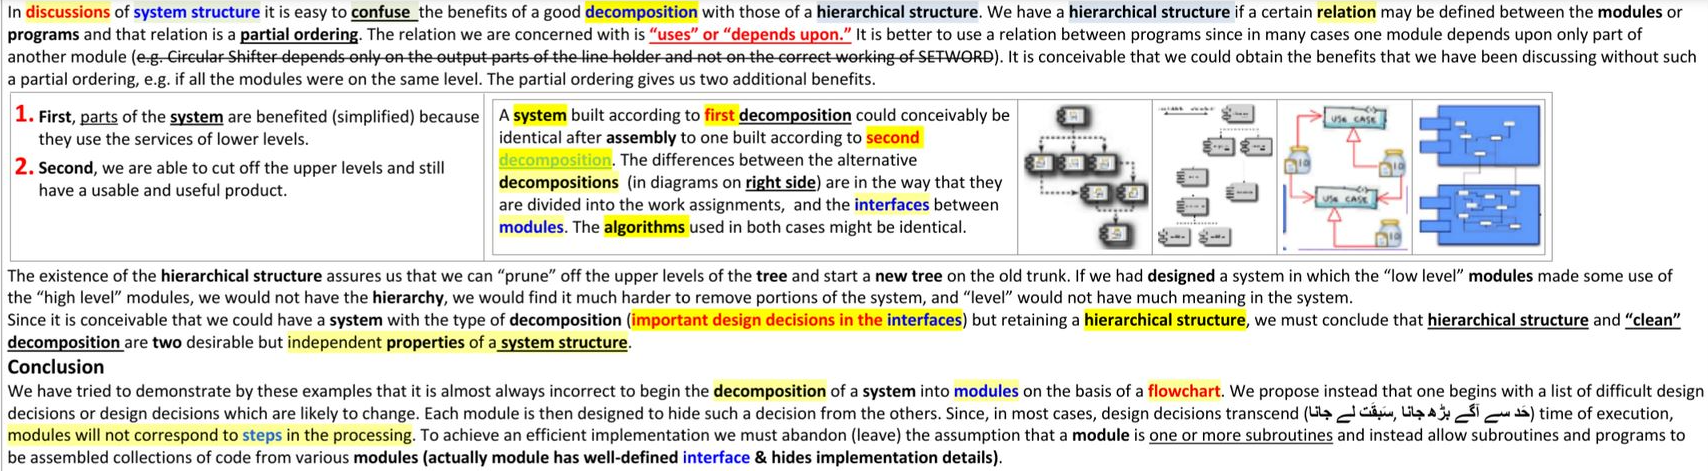 In discussions of system structure it is easy to confuse the benefits of a good decomposition with those of a hierarchical structure. We have a hierarchical structure if a certain relation may be defined between the modules or
programs and that relation is a partial ordering. The relation we are concerned with is “uses” or “depends upon.” It is better to use a relation between programs since in many cases one module depends upon only part of
another module (e.g. Circular Shifter depends only on the output parts of the line holder and not on the correct working of SETWORD). It is conceivable that we could obtain the benefits that we have been discussing without such
a partial ordering, e.g. if all the modules were on the same level. The partial ordering gives us two additional benefits.
1. First, parts of the system are benefited (simplified) because
they use the services of lower levels.
2. Second, we are able to cut off the upper levels and still
have a usable and useful product.
A system built according to first decomposition could conceivably be
identical after assembly to one built according to second
decomposition. The differences between the alternative
decompositions (in diagrams on right side) are in the way that they
are divided into the work assignments, and the interfaces between
modules. The algorithms used in both cases might be identical.
USE CASE
USE CASE
The existence of the hierarchical structure assures us that we can “prune” off the upper levels of the tree and start a new tree on the old trunk. If we had designed a system in which the “low level” modules made some use of
the “high level” modules, we would not have the hierarchy, we would find it much harder to remove portions of the system, and “level” would not have much meaning in the system.
Since it is conceivable that we could have a system with the type of decomposition (important design decisions in the interfaces) but retaining a hierarchical structure, we must conclude that hierarchical structure and “clean”
decomposition are two desirable but independent properties of a system structure.
Conclusion
We have tried to demonstrate by these examples that it is almost always incorrect to begin the decomposition of a system into modules on the basis of a flowchart. We propose instead that one begins with a list of difficult design
decisions or design decisions which are likely to change. Each module is then designed to hide such a decision from the others. Since, in most cases, design decisions transcend (حَد سے آگے بڑھ جانا، سَبقَت لے جانا) time of execution,
modules will not correspond to steps in the processing. To achieve an efficient implementation we must abandon (leave) the assumption that a module is one or more subroutines and instead allow subroutines and programs to
be assembled collections of code from various modules (actually module has well-defined interface & hides implementation details).